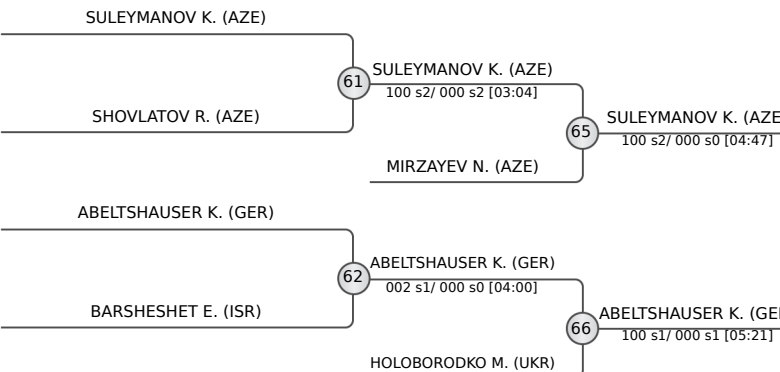 SULEYMANOV K. (AZE)
61
SULEYMANOV K. (AZE)
100 s2/ 000 s2 [03:04]
SHOVLATOV R. (AZE)
65
SULEYMANOV K. (AZE
100 s2/ 000 s0 [04:47]
MIRZAYEV N. (AZE)
ABELTSHAUSER K. (GER)
62
ABELTSHAUSER K. (GER)
002 s1/ 000 s0 [04:00]
BARSHESHET E. (ISR)
66
ABELTSHAUSER K. (GE
100 s1/ 000 s1 [05:21]
HOLOBORODKO M. (UKR)